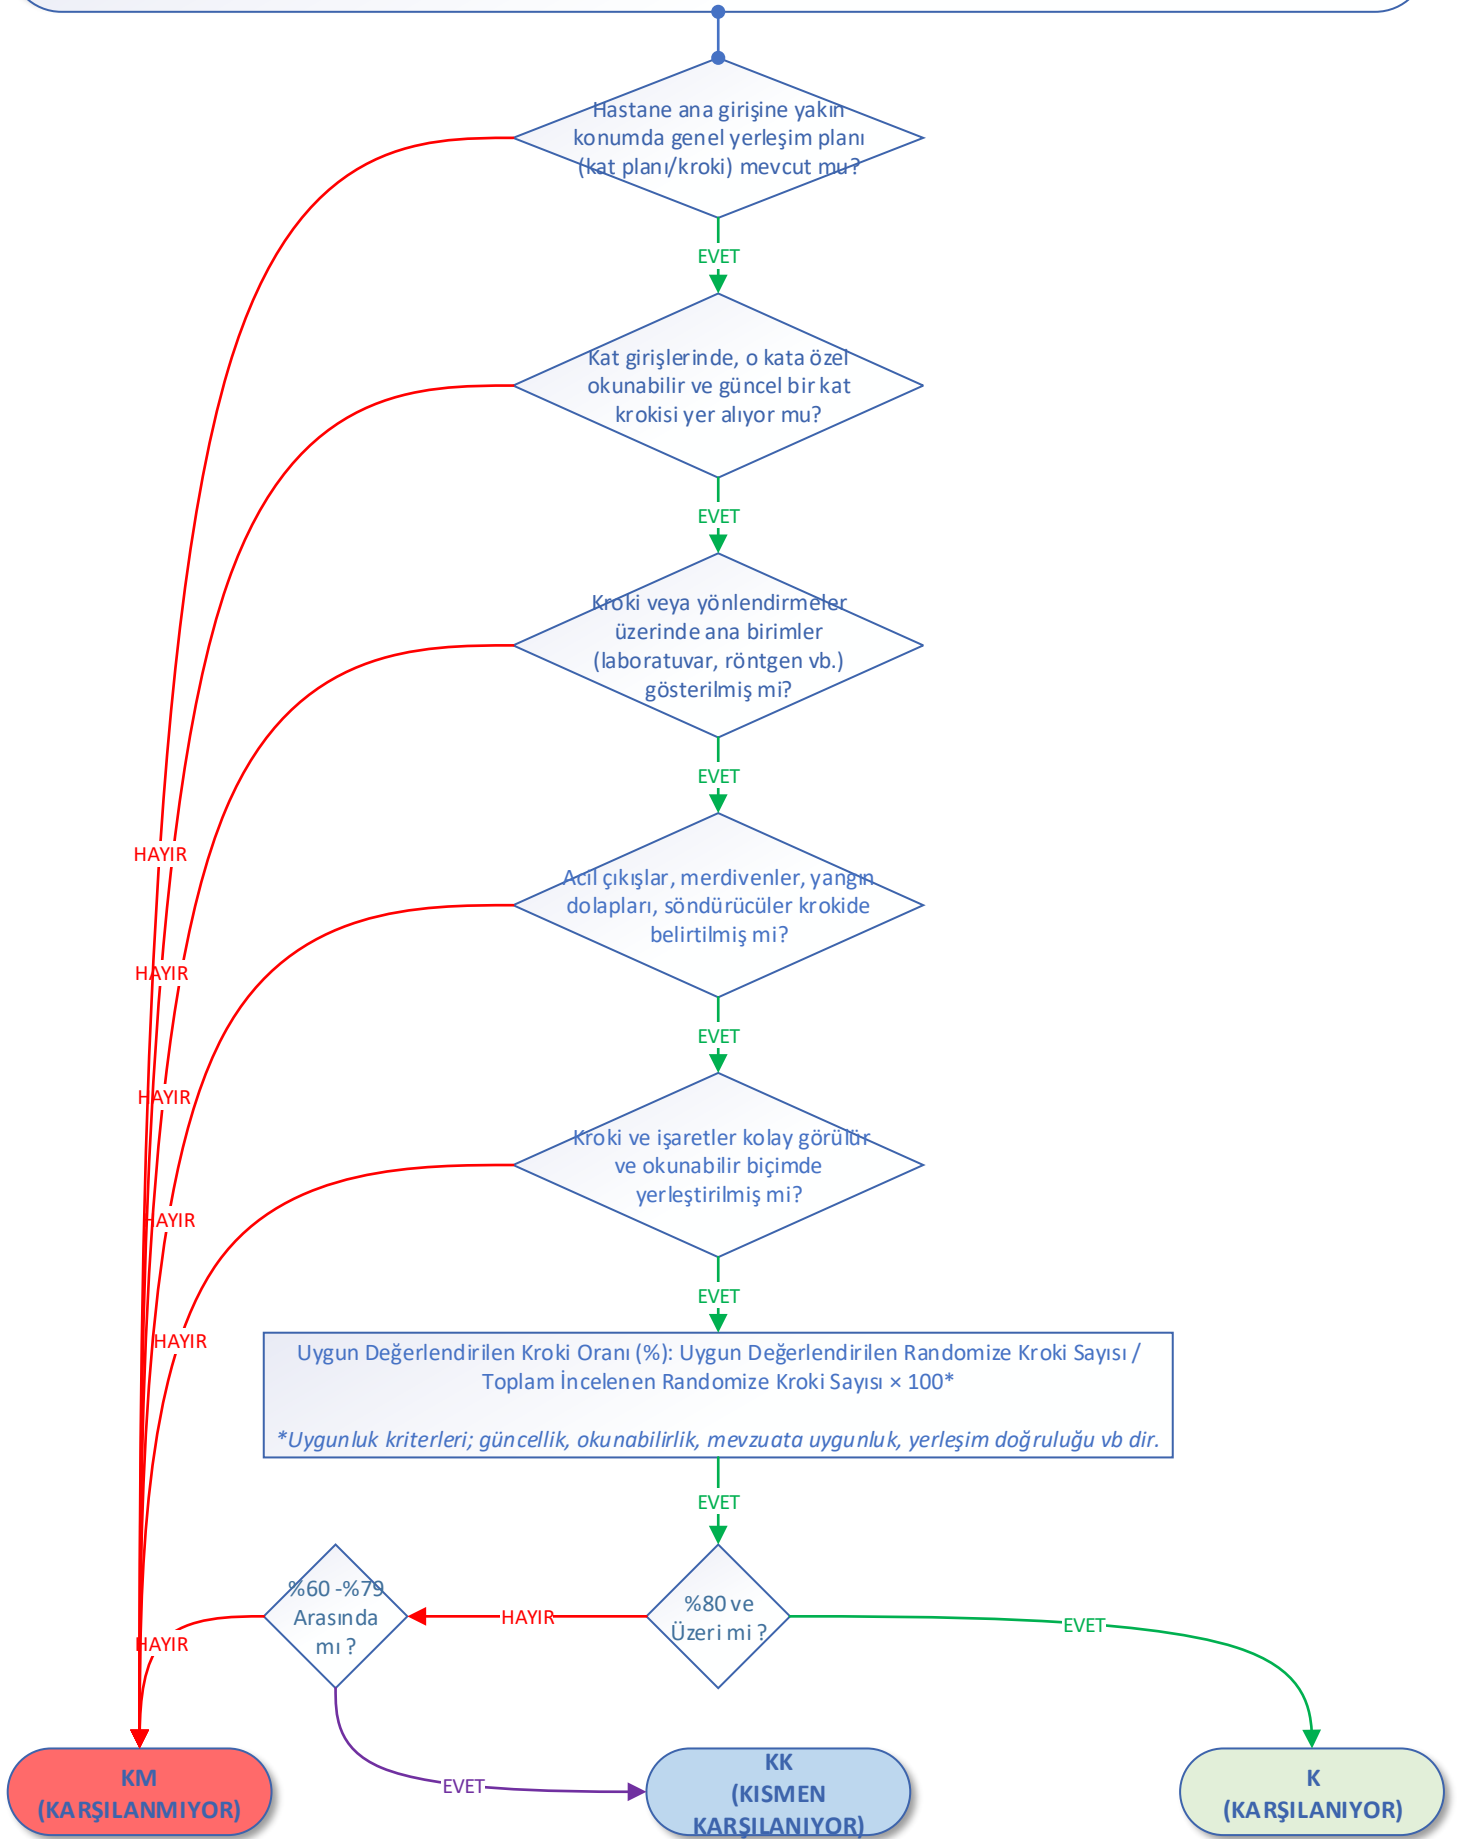 Hastane ana girişine yakın
konumda genel yerleşim planı
(kat planı/kroki) mevcut mu?
EVET
Kat girişlerinde, o kata özel
okunabilir ve güncel bir kat
krokisi yer alıyor mu?
EVET
Kroki veya yönlendirmeler
üzerinde ana birimler
(laboratuvar, röntgen vb.)
gösterilmiş mi?
EVET
HAYIR
Acil çıkışlar, merdivenler, yangın
dolapları, söndürücüler krokide
belirtilmiş mi?
HAYIR
EVET
HAYIR
Kroki ve işaretler kolay görülür
ve okunabilir biçimde
yerleştirilmiş mi?
HAYIR
EVET
HAYIR
Uygun Değerlendirilen Kroki Oranı (%): Uygun Değerlendirilen Randomize Kroki Sayısı /
Toplam İncelenen Randomize Kroki Sayısı × 100*
*Uygunluk kriterleri; güncellik, okunabilirlik, mevzuata uygunluk, yerleşim doğruluğu vb dir.
EVET
%60 -%79
Arasında
mı ?
HAYIR
%80 ve
Üzeri mi ?
EVET
HAYIR
EVET
KM
(KARŞILANMIYOR)
KK
(KISMEN
KARŞILANIYOR)
K
(KARŞILANIYOR)